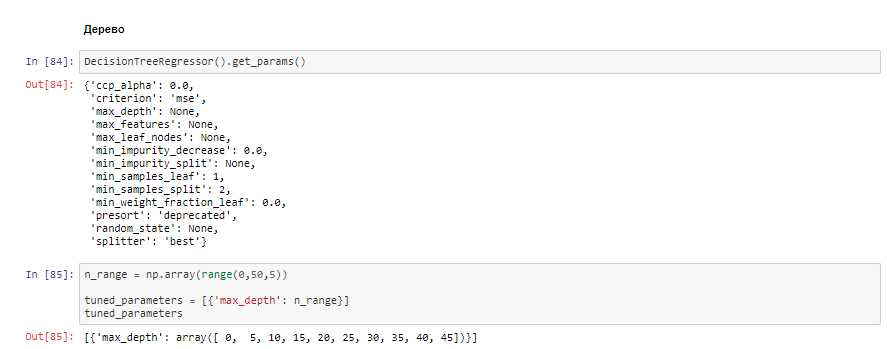 Дерево
In [84]: DecisionTreeRegressor().get_params()
Out[84]: {'ccp_alpha': 0.0,
'criterion': 'mse',
'max_depth': None,
'max_features': None,
'max_leaf_nodes': None,
'min_impurity_decrease': 0.0,
'min_impurity_split': None,
'min_samples_leaf': 1,
'min_samples_split': 2,
'min_weight_fraction_leaf': 0.0,
'presort': 'deprecated',
'random_state': None,
'splitter': 'best'}
In [85]: n_range = np.array(range(0,50,5))
tuned_parameters = [{'max_depth': n_range}]
tuned_parameters
Out[85]: [{'max_depth': array([ 0,  5, 10, 15, 20, 25, 30, 35, 40, 45])}]